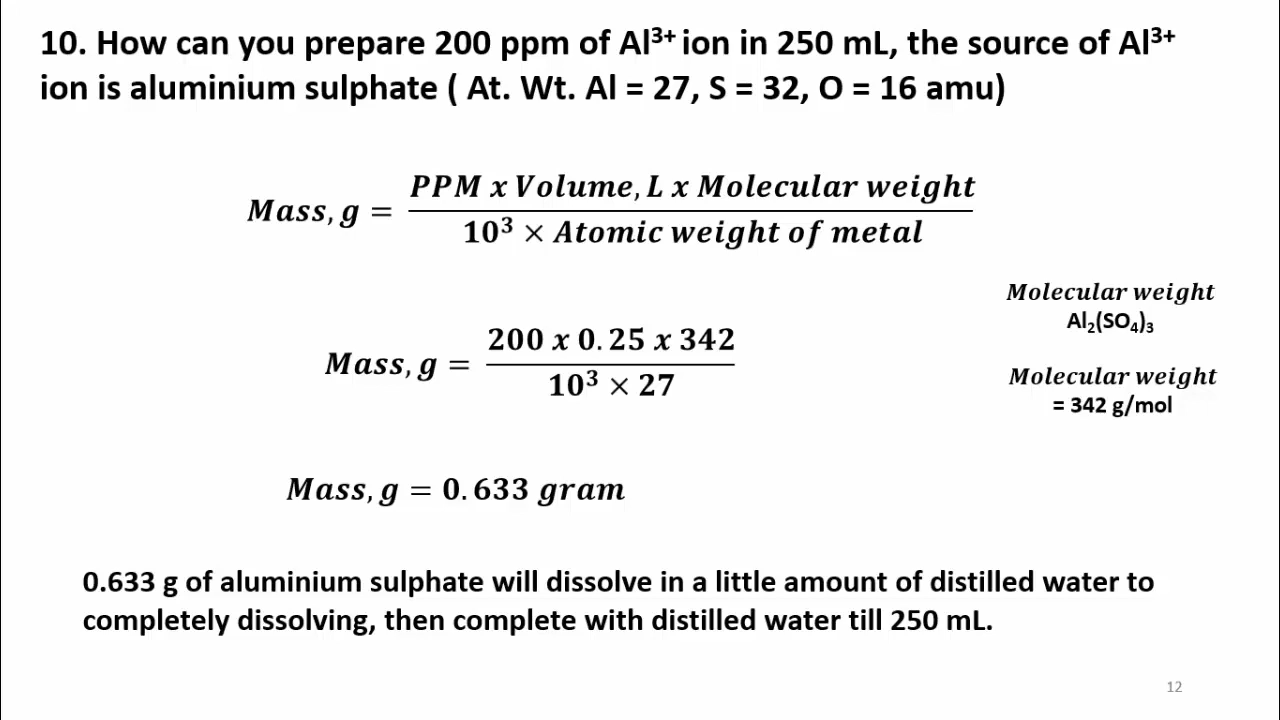 10. How can you prepare 200 ppm of Al³⁺ ion in 250 mL, the source of Al³⁺
ion is aluminium sulphate ( At. Wt. Al = 27, S = 32, O = 16 amu)
Mass, g = PPM x Volume, L x Molecular weight / 10³ × Atomic weight of metal
Molecular weight
Al₂(SO₄)₃
Mass, g = 200 x 0.25 x 342 / 10³ × 27
Molecular weight
= 342 g/mol
Mass, g = 0.633 gram
0.633 g of aluminium sulphate will dissolve in a little amount of distilled water to
completely dissolving, then complete with distilled water till 250 mL.
12